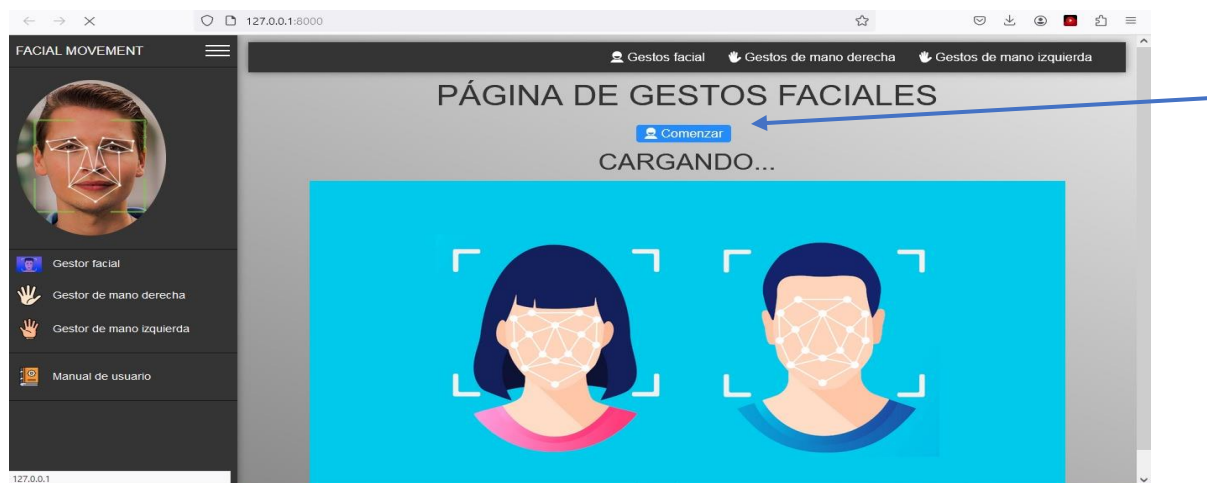 127.0.0.1:8000
FACIAL MOVEMENT
Gestos facial Gestos de mano derecha Gestos de mano izquierda
PÁGINA DE GESTOS FACIALES
Comenzar
CARGANDO...
Gestor facial
Gestor de mano derecha
Gestor de mano izquierda
Manual de usuario
127.0.0.1